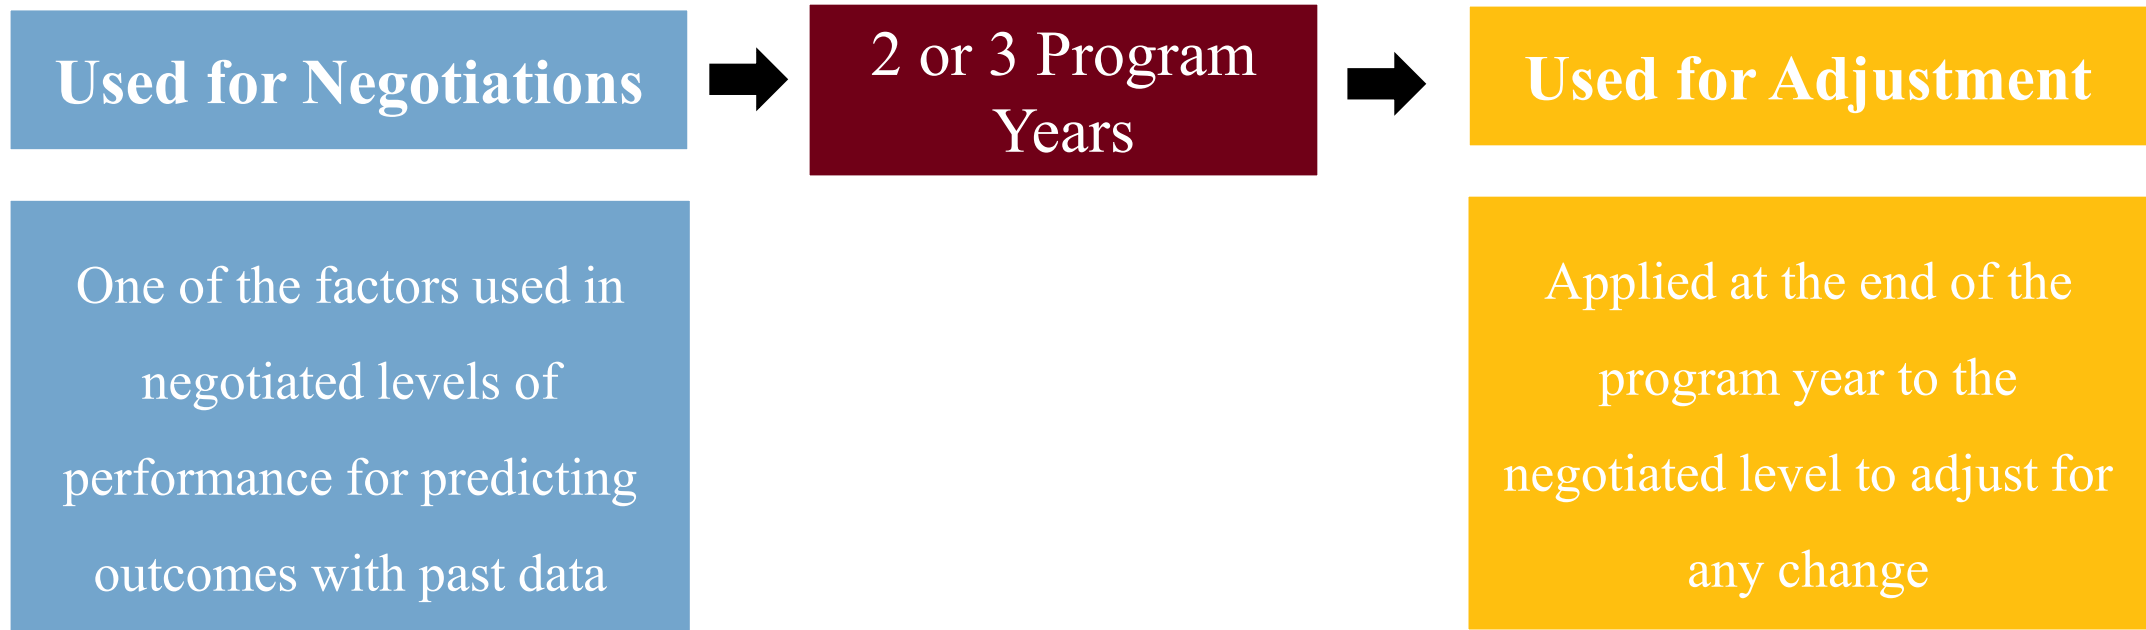 Used for Negotiations
2 or 3 Program
Years
Used for Adjustment
One of the factors used in
negotiated levels of
performance for predicting
outcomes with past data
Applied at the end of the
program year to the
negotiated level to adjust for
any change